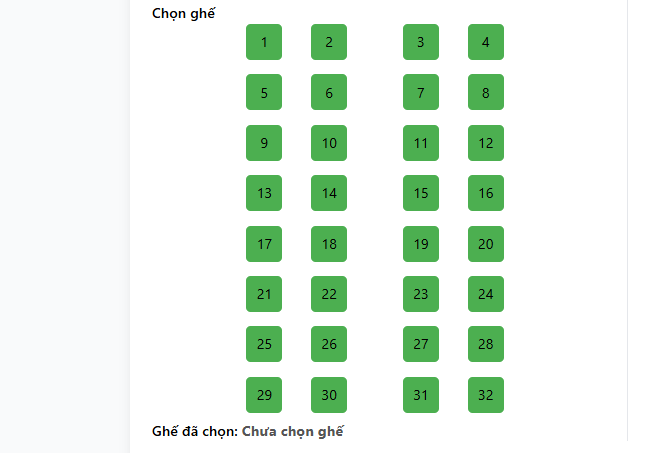 Chọn ghế
1 2 3 4
5 6 7 8
9 10 11 12
13 14 15 16
17 18 19 20
21 22 23 24
25 26 27 28
29 30 31 32
Ghế đã chọn: Chưa chọn ghế